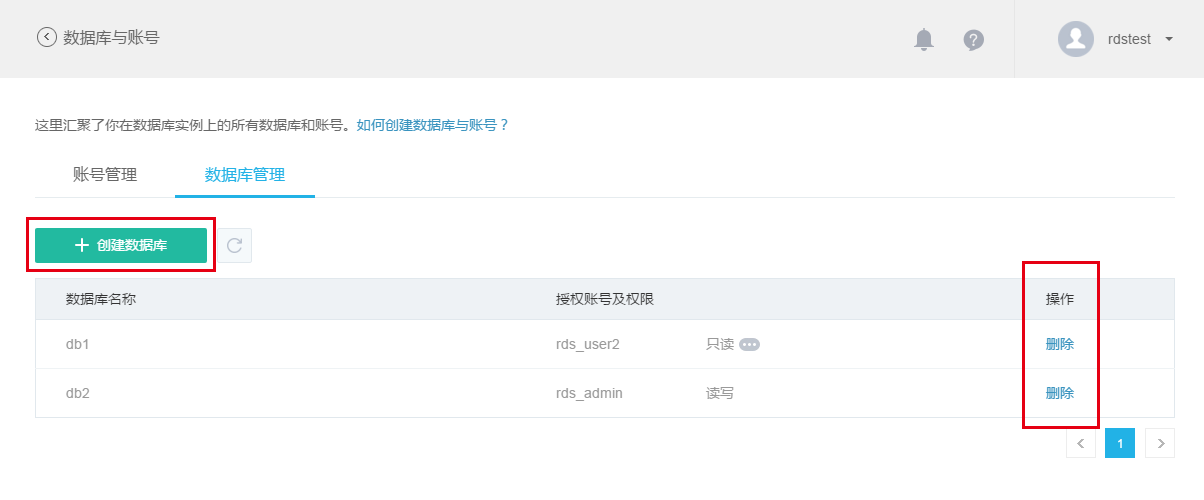 数据库与账号
rdstest
这里汇聚了你在数据库实例上的所有数据库和账号。如何创建数据库与账号？
账号管理 数据库管理
创建数据库
数据库名称 授权账号及权限 操作
db1 rds_user2 只读 删除
db2 rds_admin 读写 删除
1